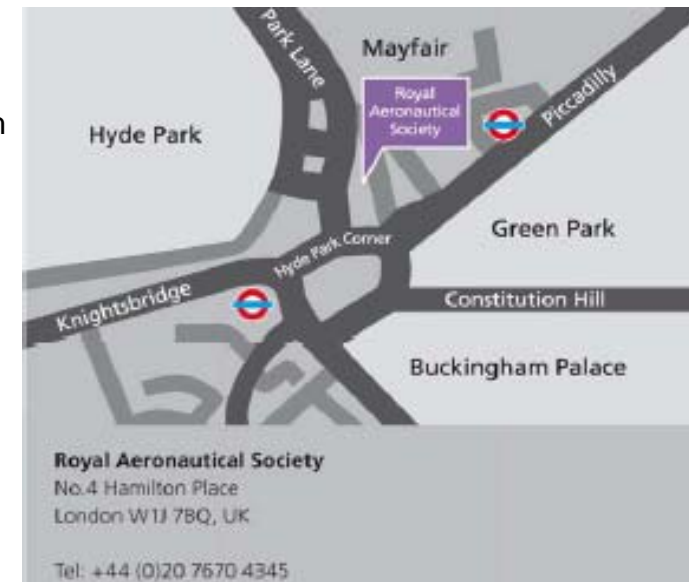 Park Lane
Mayfair
Royal
Aeronautical
Society
Piccadilly
Hyde Park
Green Park
Hyde Park Corner
Knightsbridge
Constitution Hill
Buckingham Palace
Royal Aeronautical Society
No.4 Hamilton Place
London W1J 7BQ, UK
Tel: +44 (0)20 7670 4345